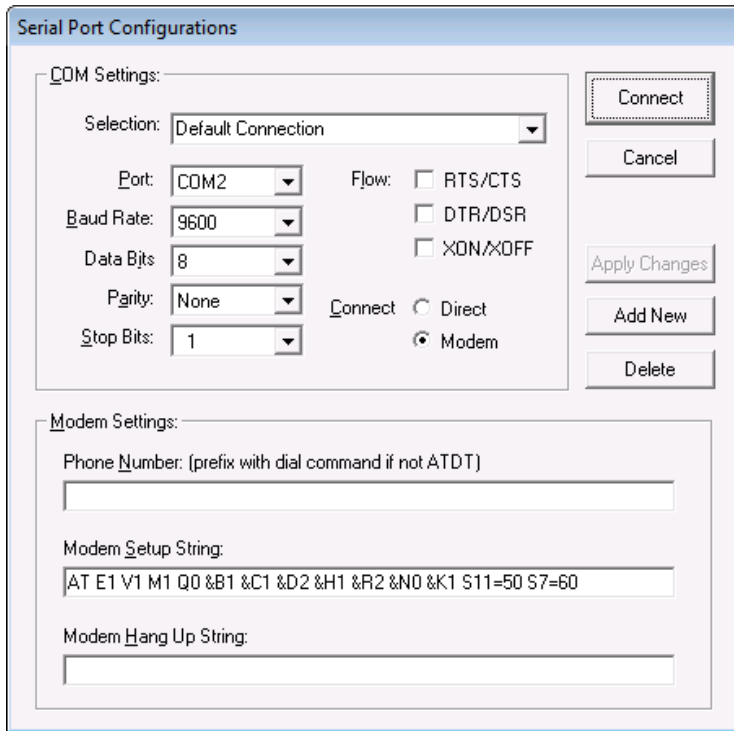 Serial Port Configurations
COM Settings:
Selection: Default Connection
Port: COM2
Baud Rate: 9600
Data Bits 8
Parity: None
Stop Bits: 1
Flow: RTS/CTS
DTR/DSR
XON/XOFF
Connect Direct
Modem
Connect
Cancel
Apply Changes
Add New
Delete
Modem Settings:
Phone Number: (prefix with dial command if not ATDT)
Modem Setup String:
AT E1 V1 M1 Q0 &B1 &C1 &D2 &H1 &R2 &N0 &K1 S11=50 S7=60
Modem Hang Up String: